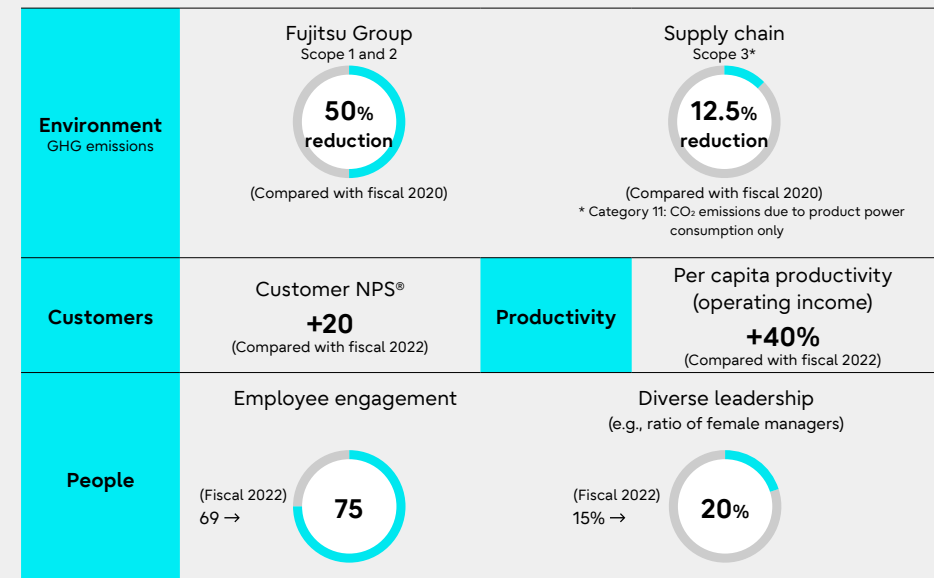 Environment
GHG emissions
Fujitsu Group
Scope 1 and 2
50%
reduction
(Compared with fiscal 2020)
Supply chain
Scope 3*
12.5%
reduction
(Compared with fiscal 2020)
* Category 11: CO₂ emissions due to product power
consumption only
Customers
Customer NPS®
+20
(Compared with fiscal 2022)
Productivity
Per capita productivity
(operating income)
+40%
(Compared with fiscal 2022)
People
Employee engagement
(Fiscal 2022)
69 →
75
Diverse leadership
(e.g., ratio of female managers)
(Fiscal 2022)
15% →
20%